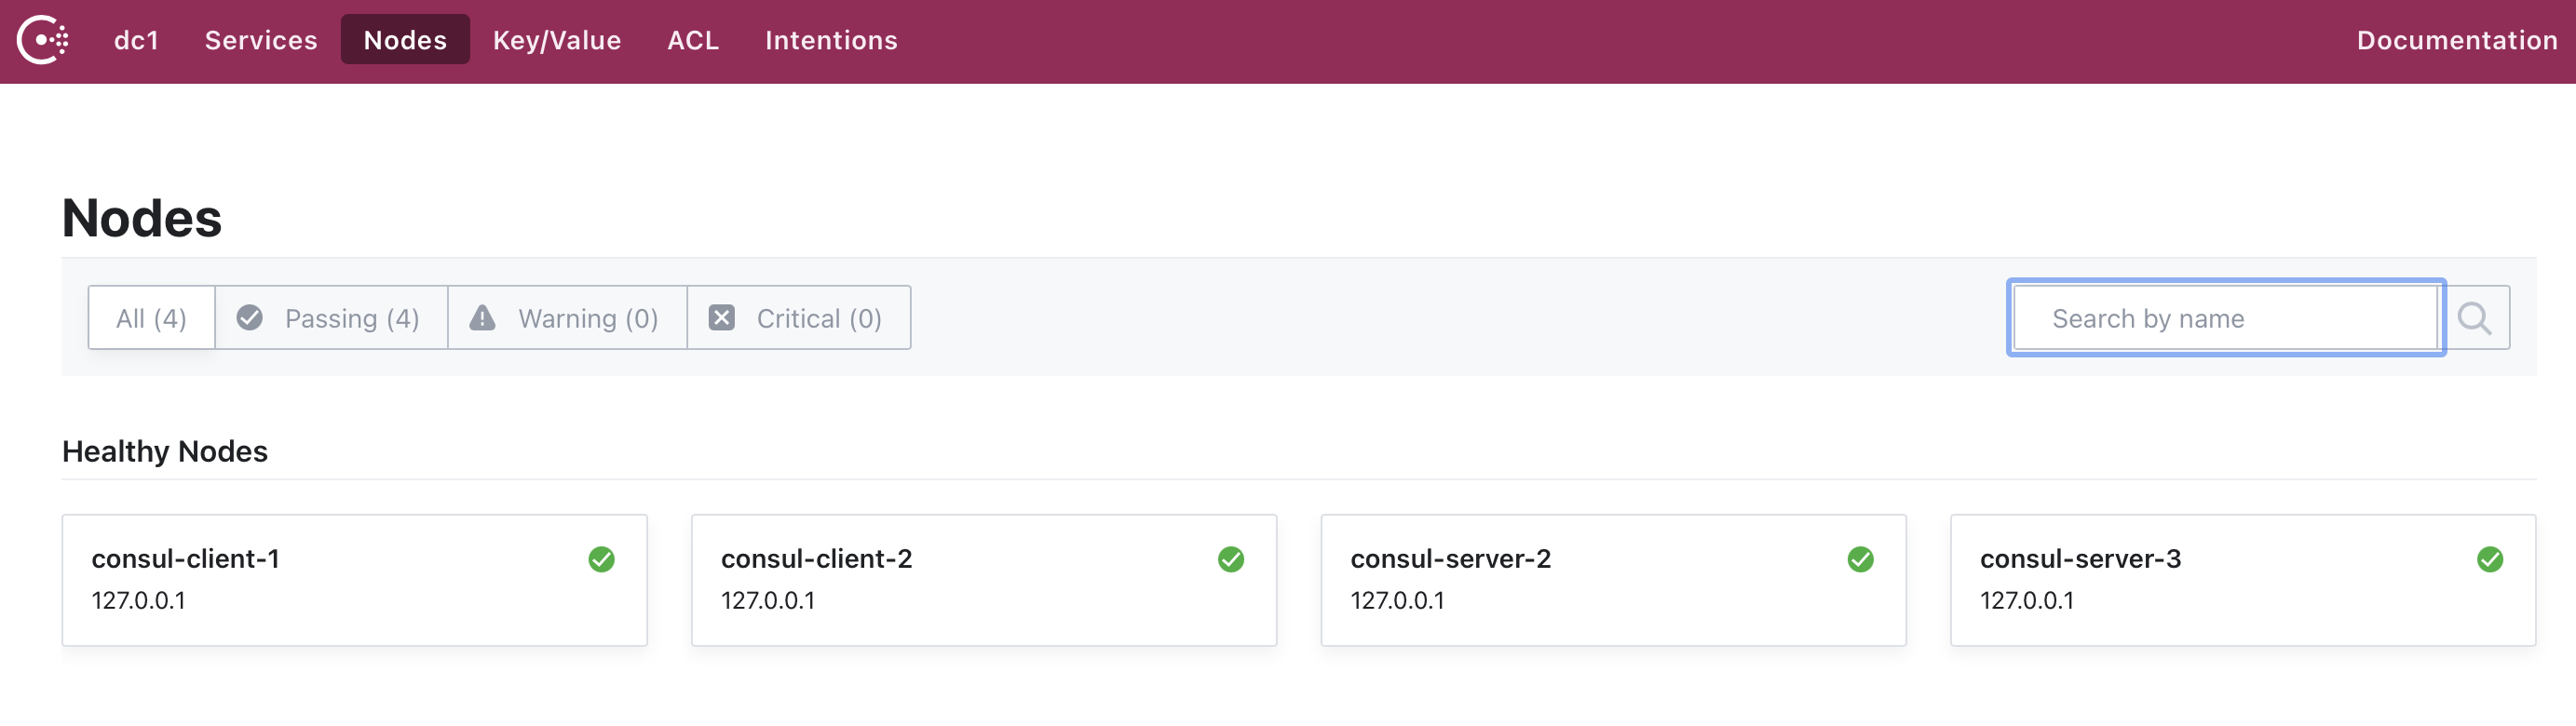 dc1 Services Nodes Key/Value ACL Intentions Documentation
Nodes
All (4) Passing (4) Warning (0) Critical (0) Search by name
Healthy Nodes
consul-client-1 consul-client-2 consul-server-2 consul-server-3
127.0.0.1 127.0.0.1 127.0.0.1 127.0.0.1